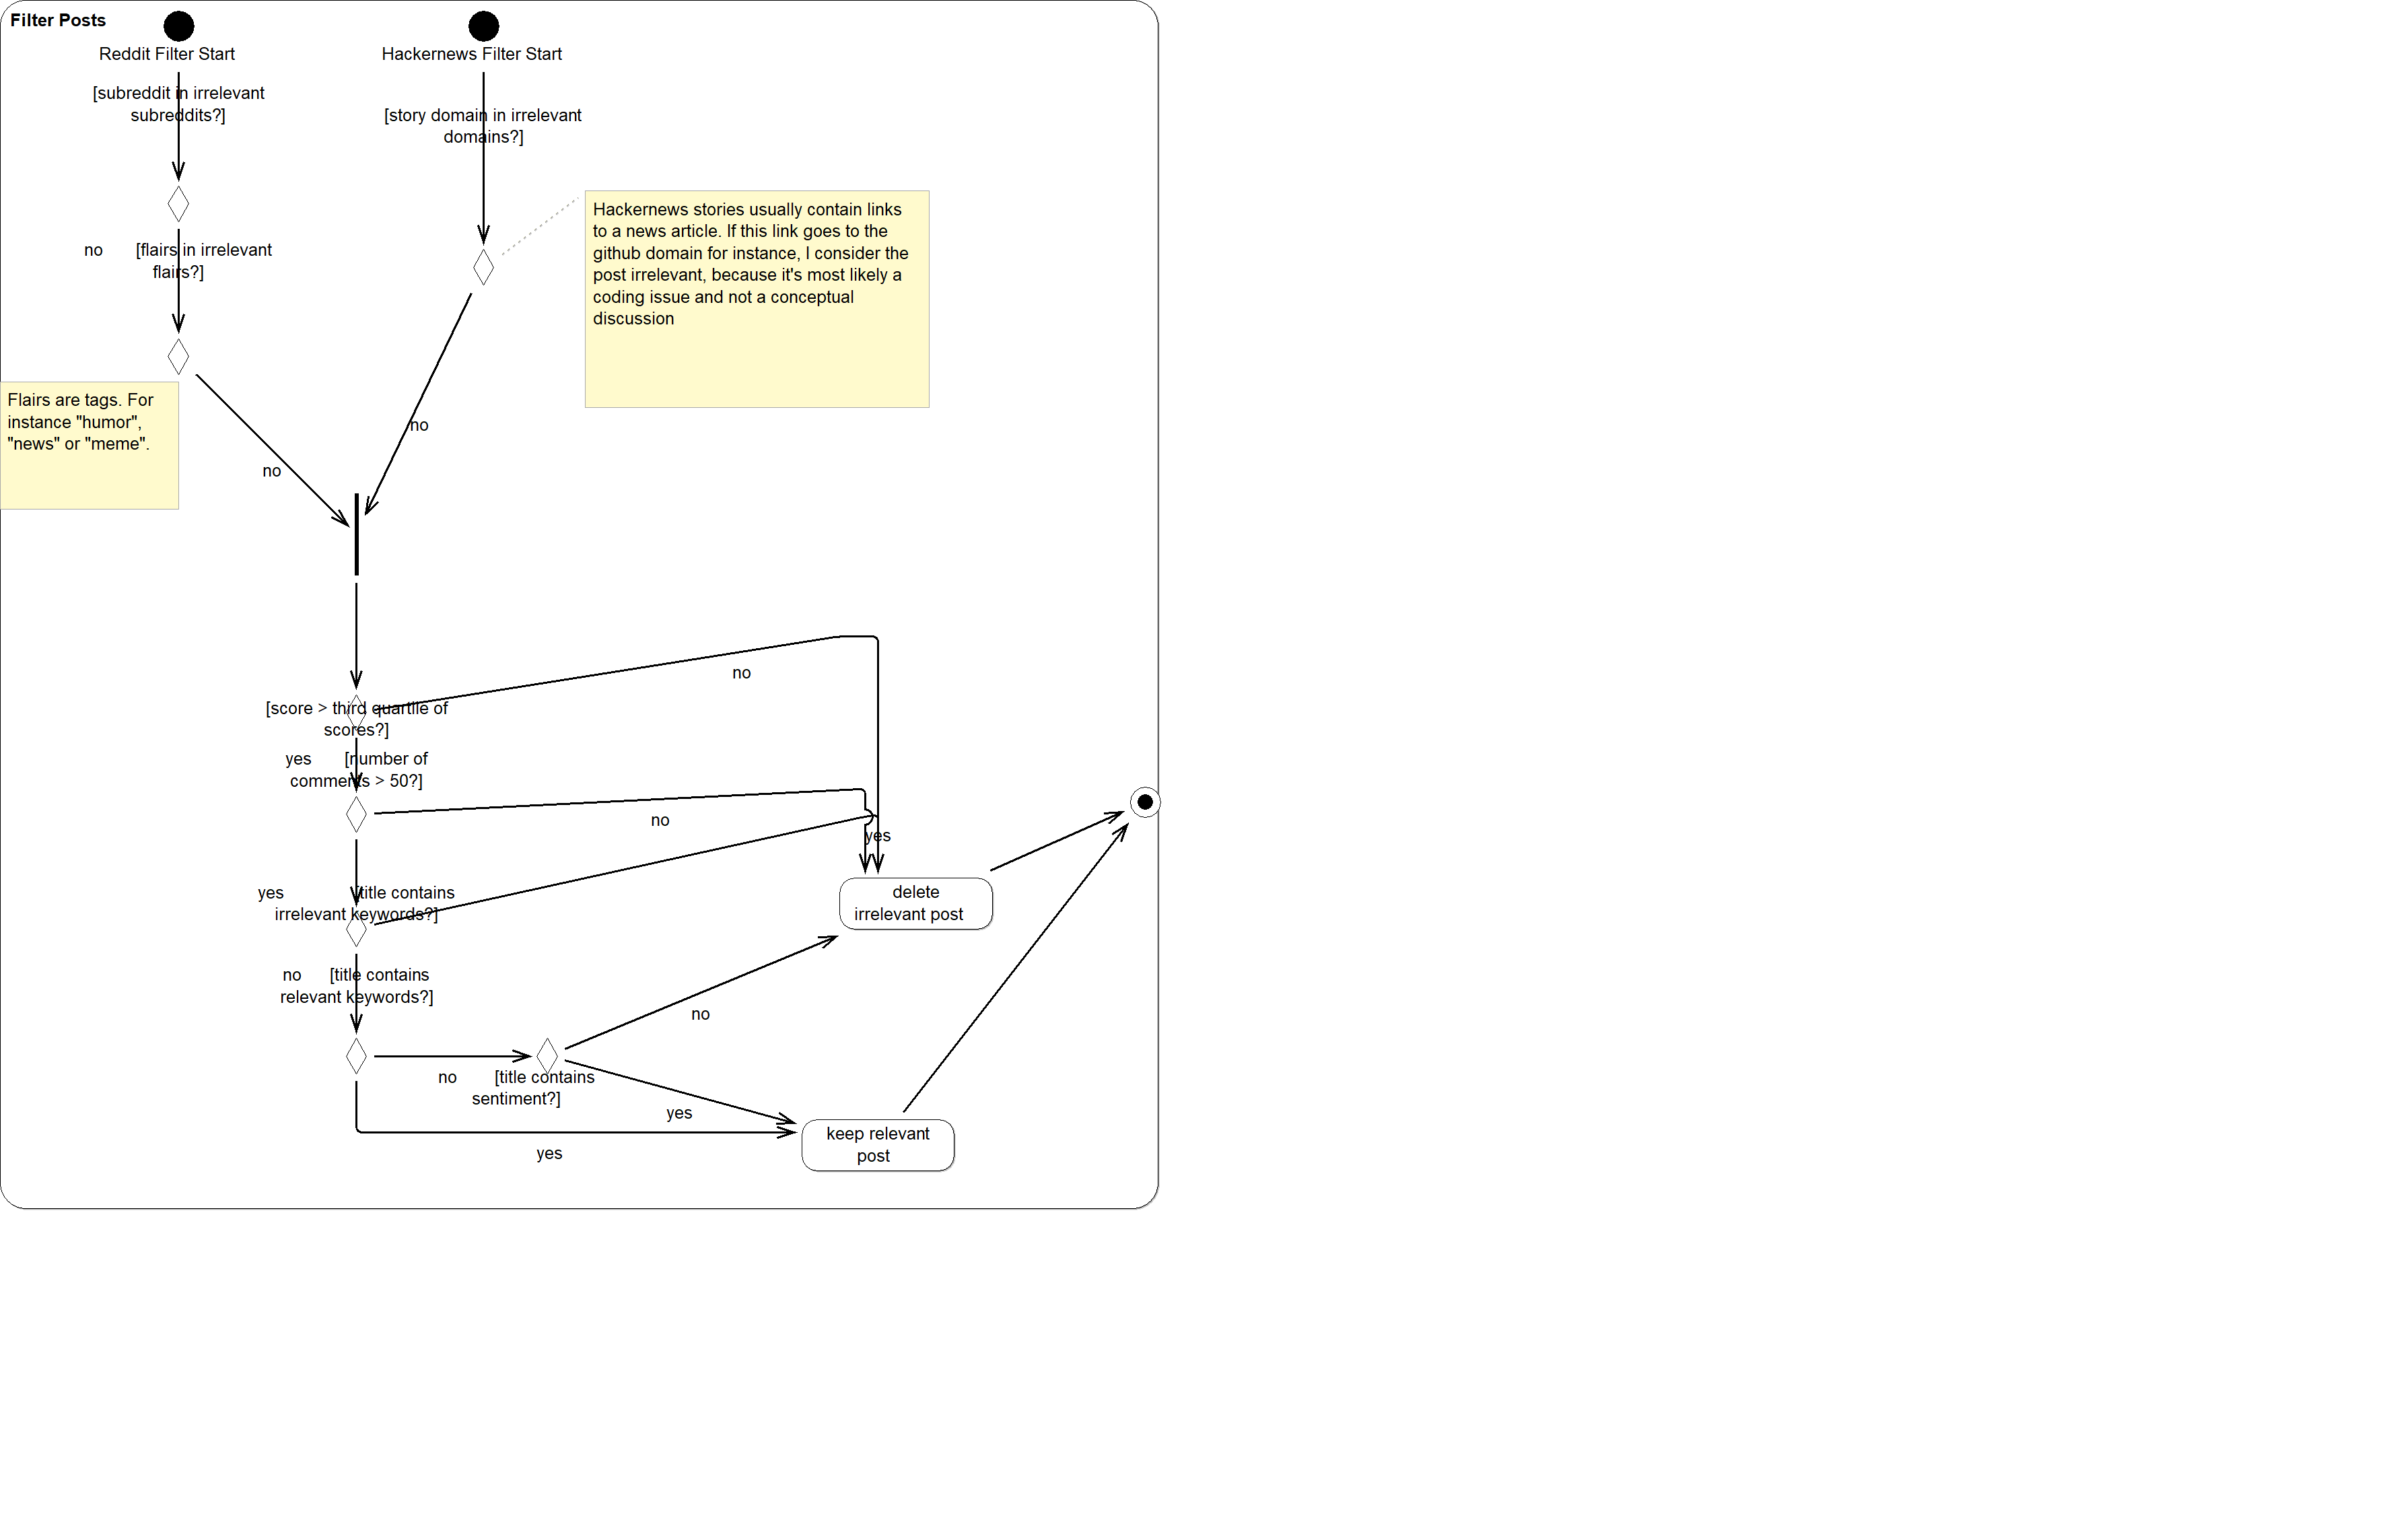 Filter Posts
Reddit Filter Start
Hackernews Filter Start
[subreddit in irrelevant
subreddits?]
[story domain in irrelevant
domains?]
Hackernews stories usually contain links
to a news article. If this link goes to the
github domain for instance, I consider the
post irrelevant, because it's most likely a
coding issue and not a conceptual
discussion
no [flairs in irrelevant
flairs?]
Flairs are tags. For
instance "humor",
"news" or "meme".
no
no
no
[score > third quartile of
scores?]
yes [number of
comments > 50?]
no
yes
yes [title contains
irrelevant keywords?]
delete
irrelevant post
no [title contains
relevant keywords?]
no
no [title contains
sentiment?]
yes
keep relevant
post
yes